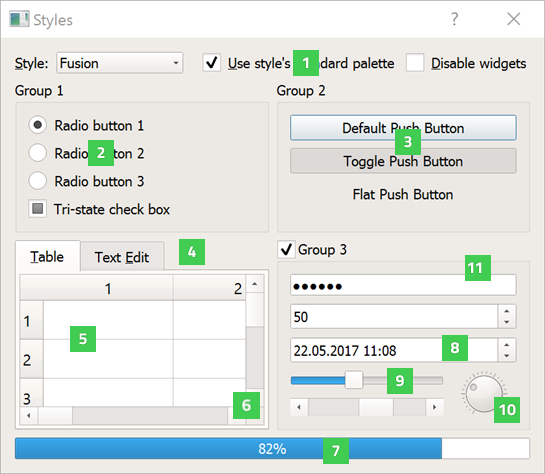 Styles
Style: Fusion Use style's 1 ndard palette Disable widgets
Group 1
Radio button 1
Radio 2 tton 2
Radio button 3
Tri-state check box
Group 2
Default Push Button
3
Toggle Push Button
Flat Push Button
Table Text Edit 4
1 2
1
5
2
3
6
Group 3
11
●●●●●●
50
22.05.2017 11:08 8
9
10
82% 7